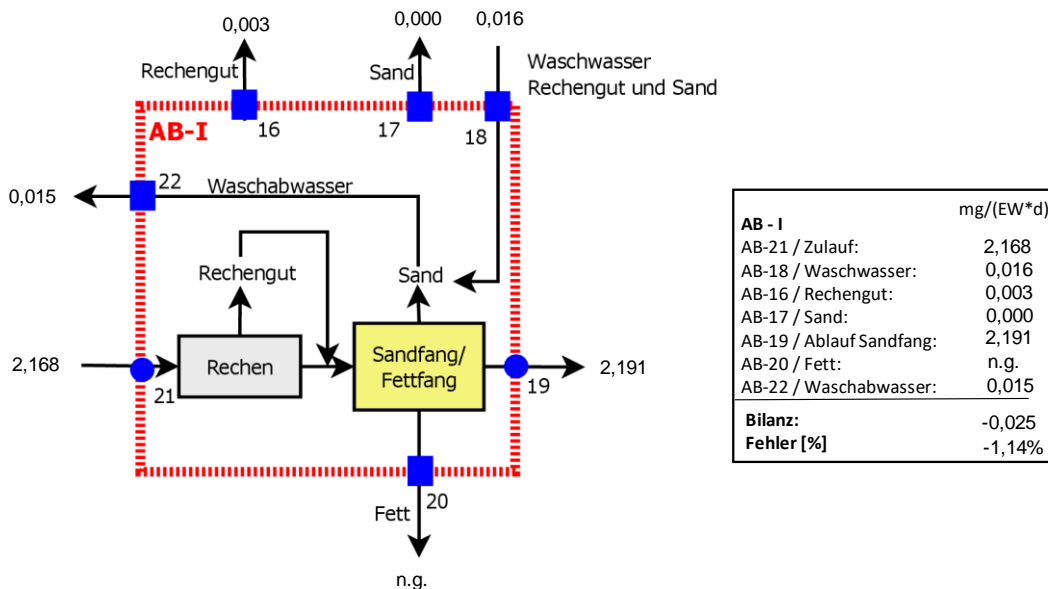 0,003
0,000
0,016
Rechengut
Sand
Waschwasser
Rechengut und Sand
AB-I
16
17
18
22
Waschabwasser
0,015
Rechengut
Sand
2,168
21
Rechen
Sandfang/
Fettfang
19
2,191
20
Fett
n.g.
mg/(EW*d)
AB - I
AB-21 / Zulauf: 2,168
AB-18 / Waschwasser: 0,016
AB-16 / Rechengut: 0,003
AB-17 / Sand: 0,000
AB-19 / Ablauf Sandfang: 2,191
AB-20 / Fett: n.g.
AB-22 / Waschabwasser: 0,015
Bilanz: -0,025
Fehler [%] -1,14%